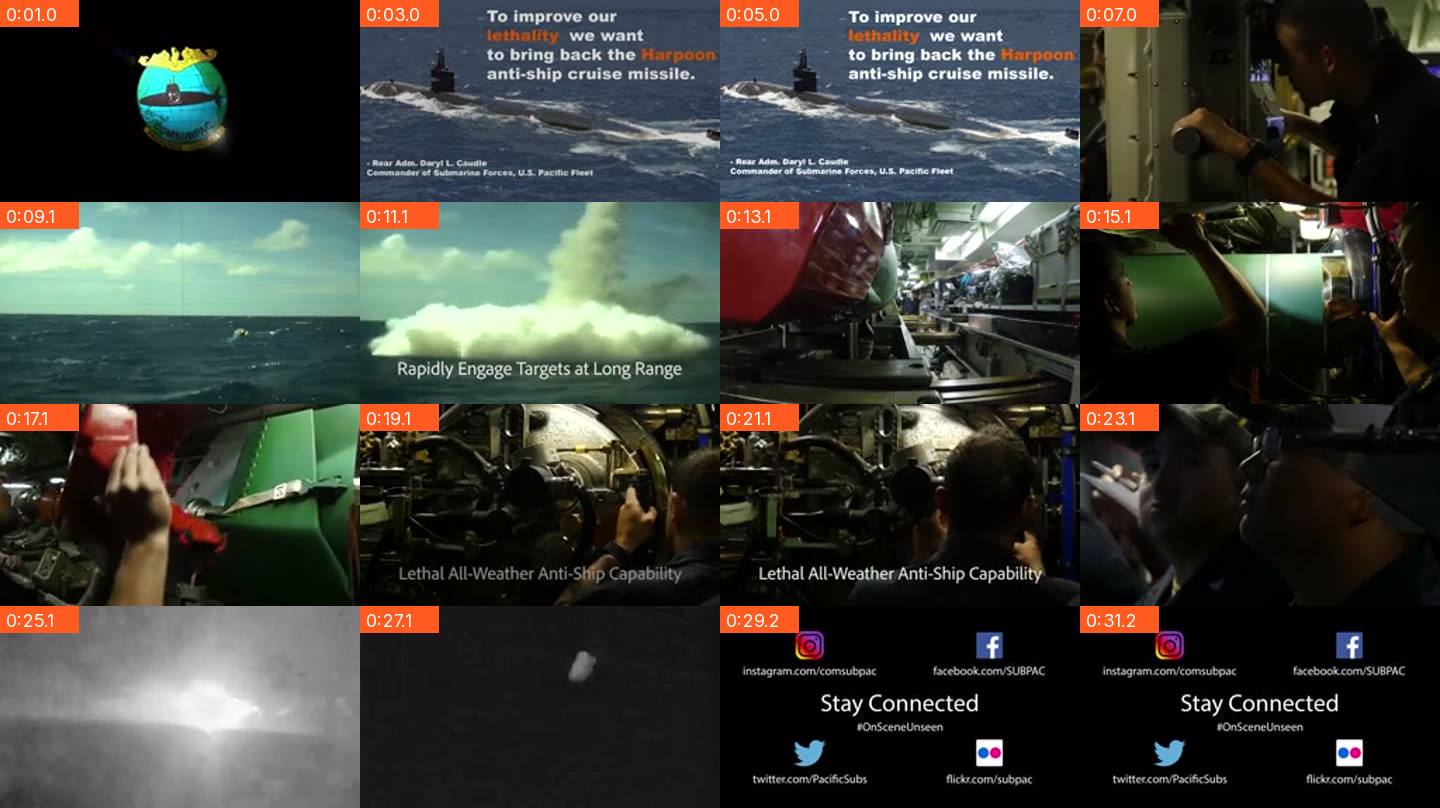 0:01.0
0:03.0
To improve our
lethality we want
to bring back the Harpoon
anti-ship cruise missile.
- Rear Adm. Daryl L. Caudle
Commander of Submarine Forces, U.S. Pacific Fleet
0:05.0
To improve our
lethality we want
to bring back the Harpoon
anti-ship cruise missile.
- Rear Adm. Daryl L. Caudle
Commander of Submarine Forces, U.S. Pacific Fleet
0:07.0
0:09.1
0:11.1
Rapidly Engage Targets at Long Range
0:13.1
0:15.1
0:17.1
0:19.1
Lethal All-Weather Anti-Ship Capability
0:21.1
Lethal All-Weather Anti-Ship Capability
0:23.1
0:25.1
0:27.1
0:29.2
instagram.com/comsubpac
facebook.com/SUBPAC
Stay Connected
#OnSceneUnseen
twitter.com/PacificSubs
flickr.com/subpac
0:31.2
instagram.com/comsubpac
facebook.com/SUBPAC
Stay Connected
#OnSceneUnseen
twitter.com/PacificSubs
flickr.com/subpac